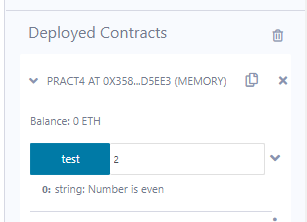 Deployed Contracts
PRACT4 AT 0X358...D5EE3 (MEMORY)
Balance: 0 ETH
test 2
0: string: Number is even